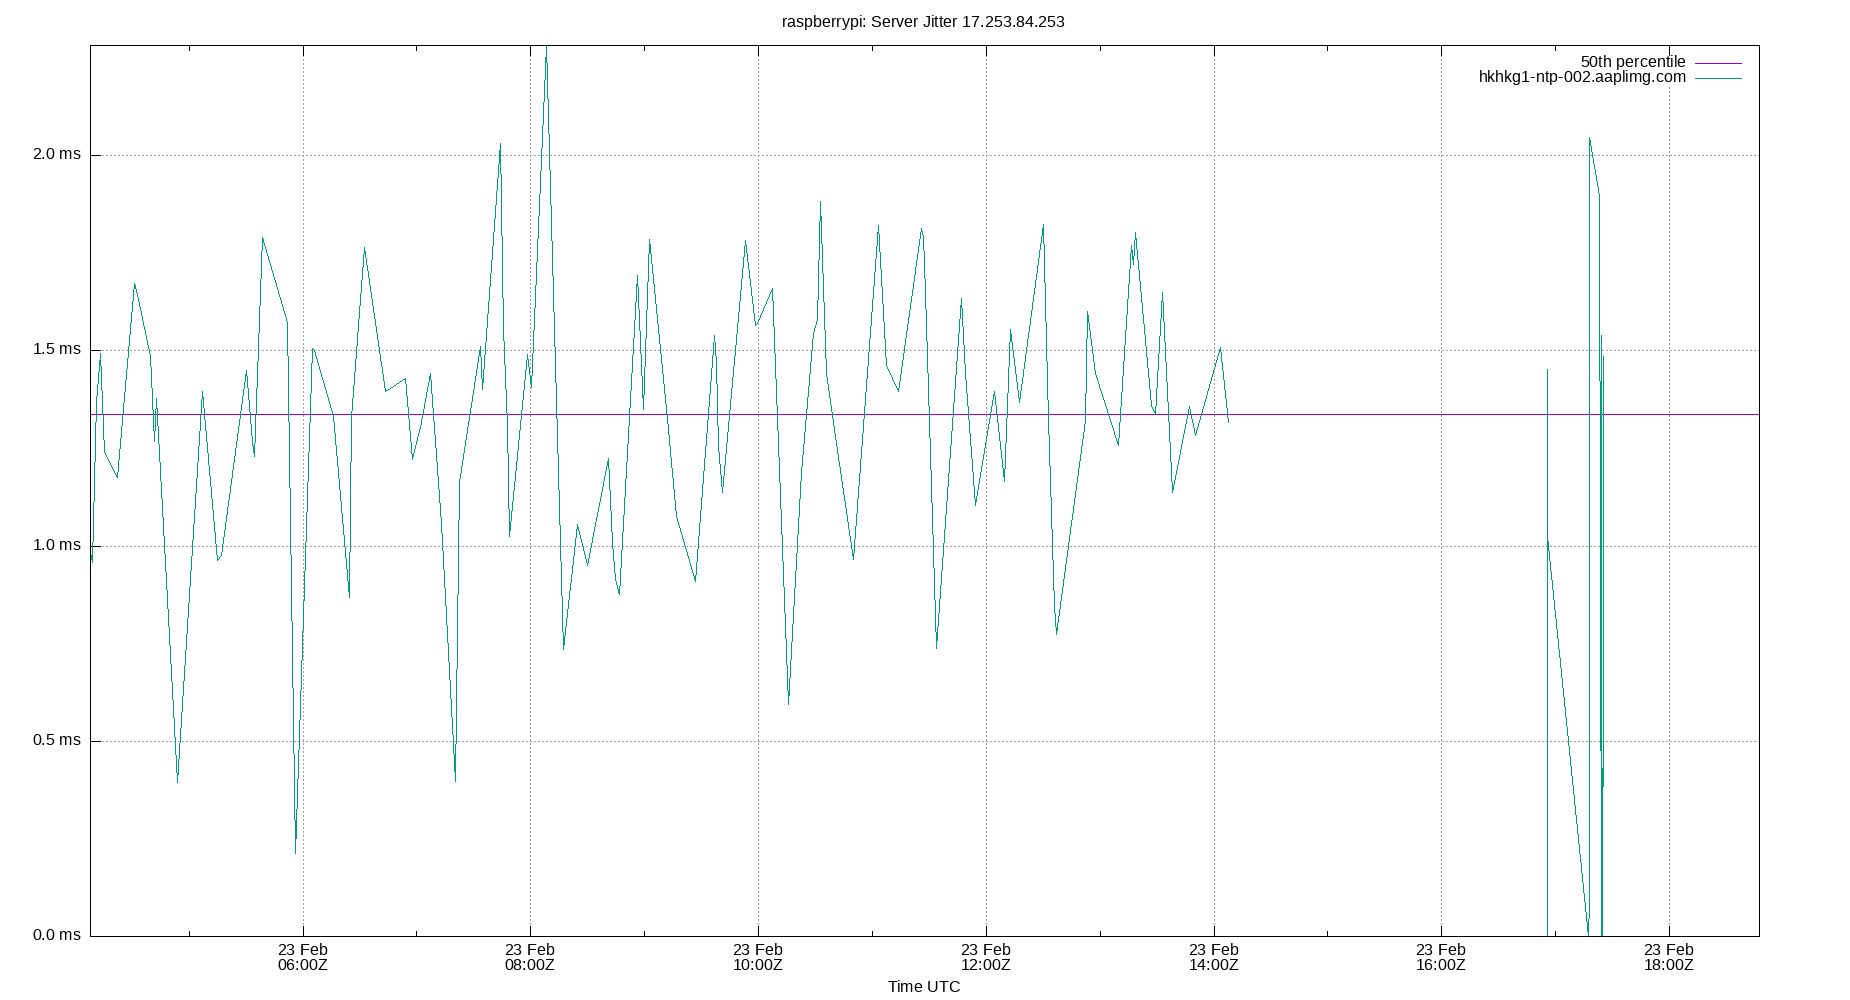 raspberrypi: Server Jitter 17.253.84.253
50th percentile
hkhkg1-ntp-002.aaplimg.com
2.0 ms
1.5 ms
1.0 ms
0.5 ms
0.0 ms
23 Feb 23 Feb 23 Feb 23 Feb 23 Feb 23 Feb 23 Feb
06:00Z 08:00Z 10:00Z 12:00Z 14:00Z 16:00Z 18:00Z
Time UTC